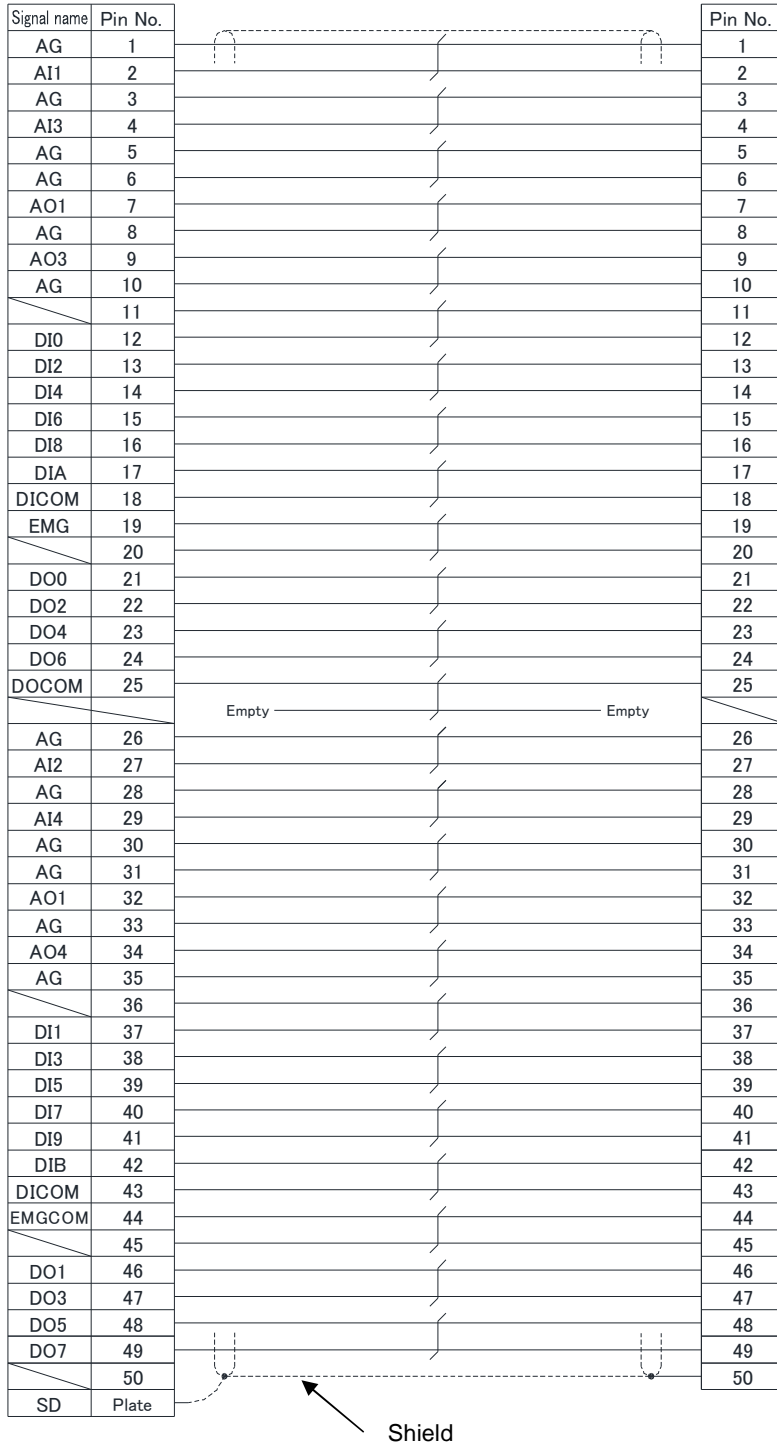 Signal name Pin No. Pin No.
AG 1 1
AI1 2 2
AG 3 3
AI3 4 4
AG 5 5
AG 6 6
AO1 7 7
AG 8 8
AO3 9 9
AG 10 10
11 11
DI0 12 12
DI2 13 13
DI4 14 14
DI6 15 15
DI8 16 16
DIA 17 17
DICOM 18 18
EMG 19 19
20 20
DO0 21 21
DO2 22 22
DO4 23 23
DO6 24 24
DOCOM 25 25
Empty Empty
AG 26 26
AI2 27 27
AG 28 28
AI4 29 29
AG 30 30
AG 31 31
AO1 32 32
AG 33 33
AO4 34 34
AG 35 35
36 36
DI1 37 37
DI3 38 38
DI5 39 39
DI7 40 40
DI9 41 41
DIB 42 42
DICOM 43 43
EMGCOM 44 44
45 45
DO1 46 46
DO3 47 47
DO5 48 48
DO7 49 49
50 50
SD Plate
Shield